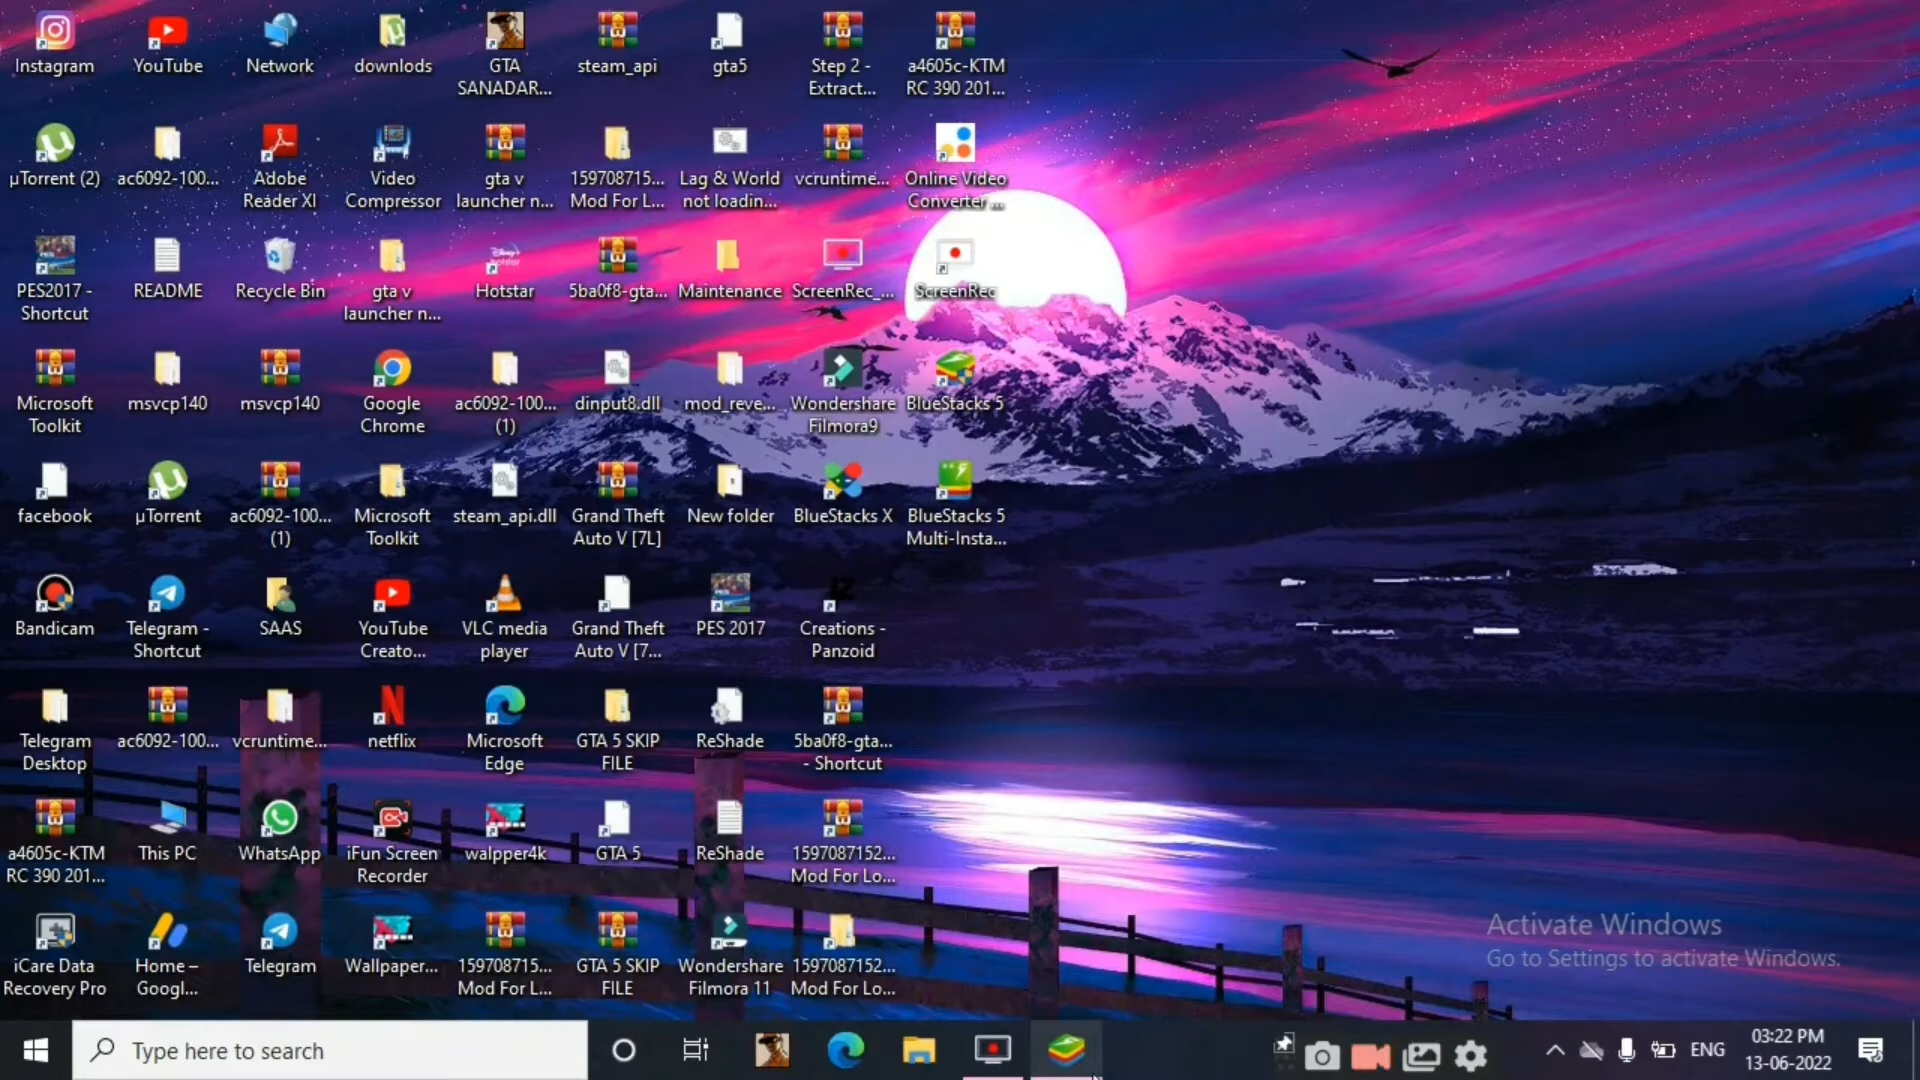 Instagram
YouTube
Network
downlods
GTA
SANADAR...
steam_api
gta5
Step 2 -
Extract...
a4605c-KTM
RC 390 201...
µTorrent (2)
ac6092-100...
Adobe
Reader XI
Video
Compressor
gta v
launcher n...
159708715...
Mod For L...
Lag & World
not loadin...
vcruntime...
Online Video
Converter ...
PES2017 -
Shortcut
README
Recycle Bin
gta v
launcher n...
Hotstar
5ba0f8-gta...
Maintenance
ScreenRec_...
ScreenRec
Microsoft
Toolkit
msvcp140
msvcp140
Google
Chrome
ac6092-100...
(1)
dinput8.dll
mod_reve...
Wondershare
Filmora9
BlueStacks 5
facebook
µTorrent
ac6092-100...
(1)
Microsoft
Toolkit
steam_api.dll
Grand Theft
Auto V [7L]
New folder
BlueStacks X
BlueStacks 5
Multi-Insta...
Bandicam
Telegram -
Shortcut
SAAS
YouTube
Creato...
VLC media
player
Grand Theft
Auto V [7...
PES 2017
Creations -
Panzoid
Telegram
Desktop
ac6092-100...
vcruntime...
netflix
Microsoft
Edge
GTA 5 SKIP
FILE
ReShade
5ba0f8-gta...
- Shortcut
a4605c-KTM
RC 390 201...
This PC
WhatsApp
iFun Screen
Recorder
walpper4k
GTA 5
ReShade
1597087152...
Mod For Lo...
iCare Data
Recovery Pro
Home –
Googl...
Telegram
Wallpaper...
159708715...
Mod For L...
GTA 5 SKIP
FILE
Wondershare
Filmora 11
1597087152...
Mod For Lo...
Activate Windows
Go to Settings to activate Windows.
Type here to search
ENG
03:22 PM
13-06-2022